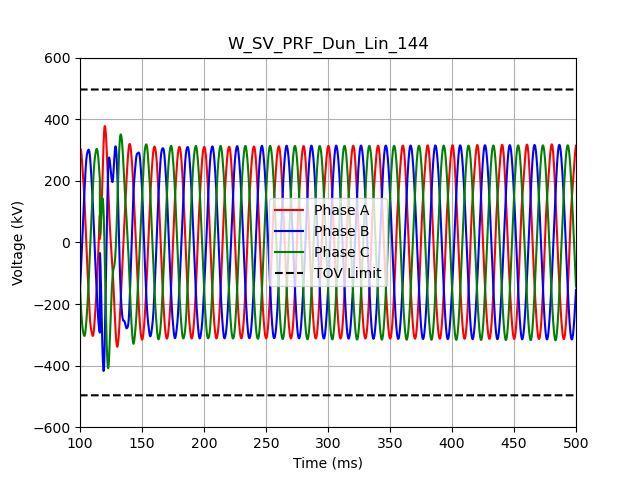 W_SV_PRF_Dun_Lin_144
600
400
200
0
−200
−400
−600
Voltage (kV)
Phase A
Phase B
Phase C
TOV Limit
100 150 200 250 300 350 400 450 500
Time (ms)